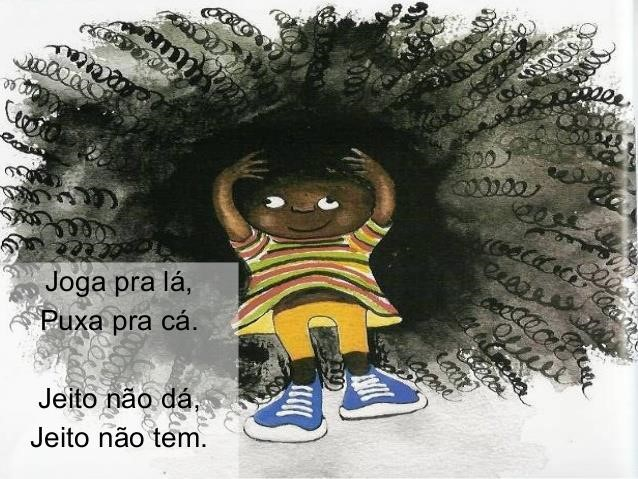 Joga pra lá,
Puxa pra cá.
Jeito não dá,
Jeito não tem.